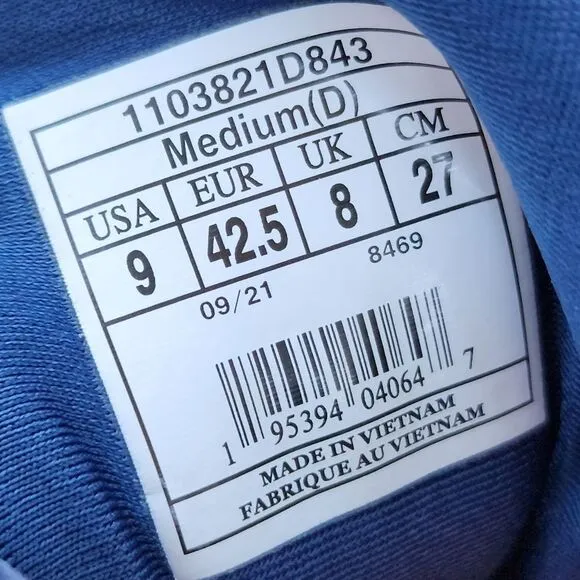 1103821D843
Medium(D)
USA EUR UK CM
9 42.5 8 27
09/21 8469
1 95394 04064 7
MADE IN VIETNAM
FABRIQUE AU VIETNAM